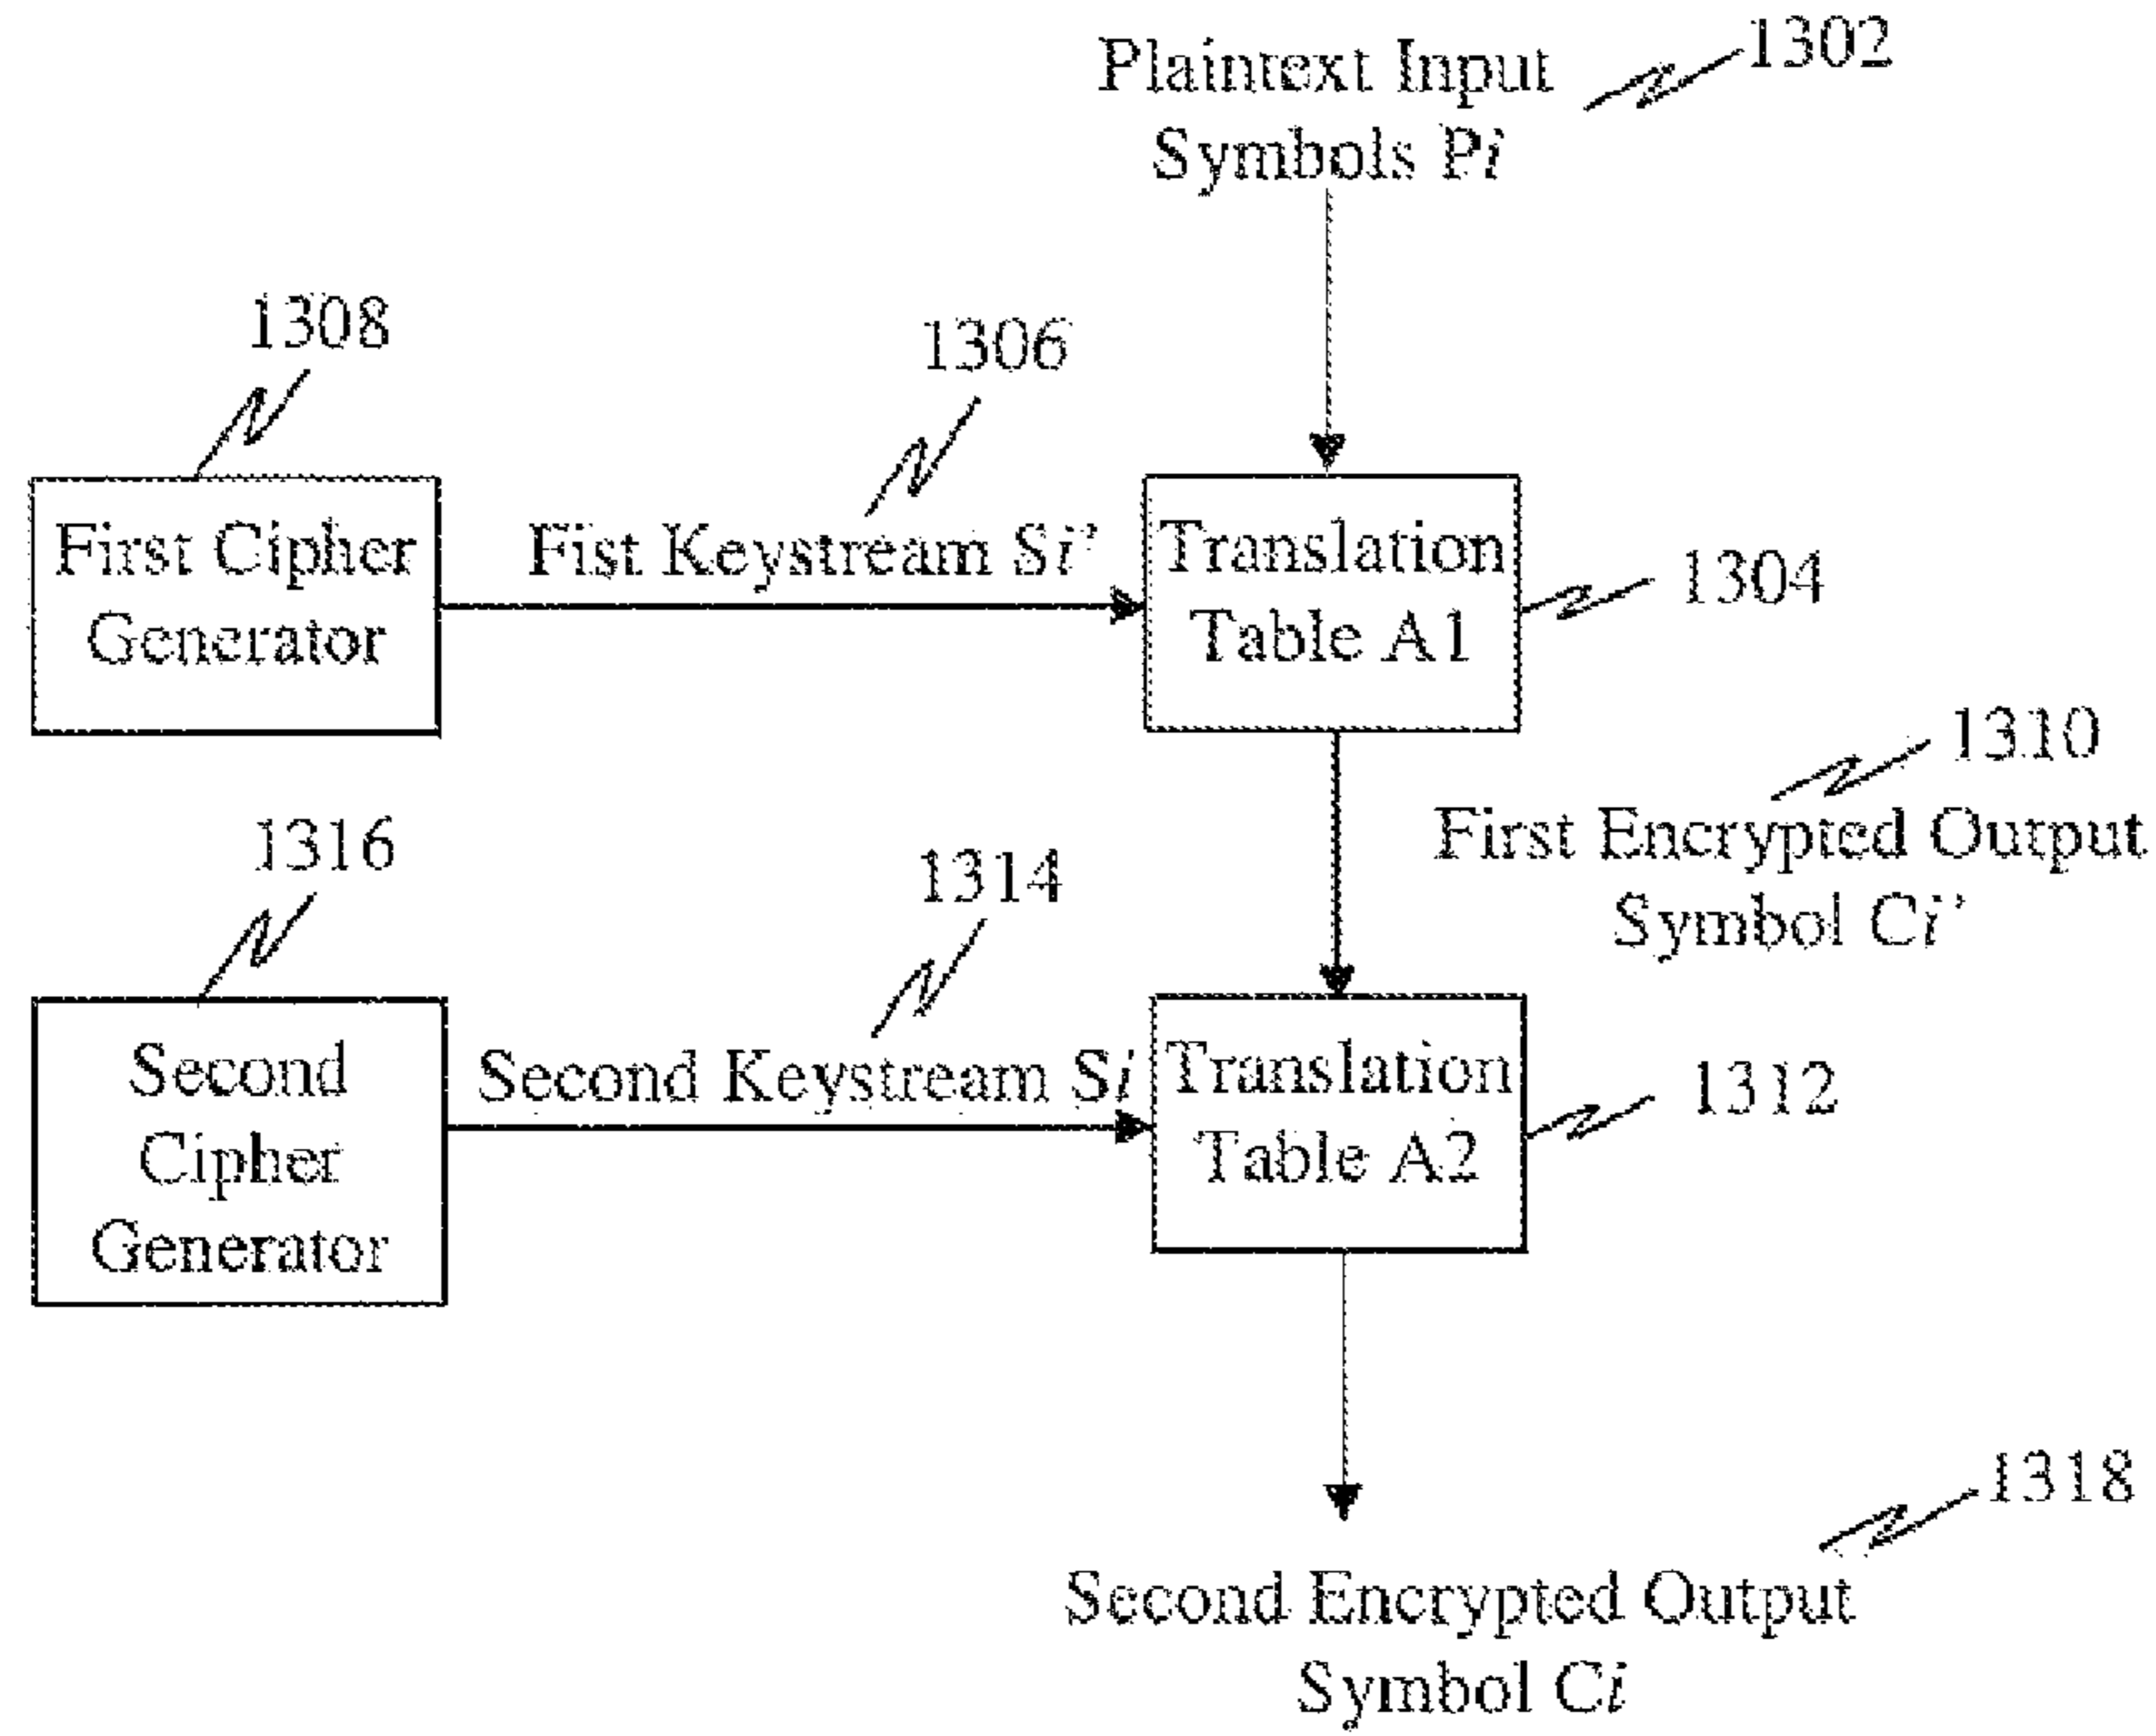 1302
Plaintext Input
Symbols Pi
1308
1306
First Cipher
Generator
Fist Keystream Si'
Translation
Table A1
1304
1310
First Encrypted Output
Symbol Ci'
1316
1314
Second
Cipher
Generator
Second Keystream Si
Translation
Table A2
1312
1318
Second Encrypted Output
Symbol Ci